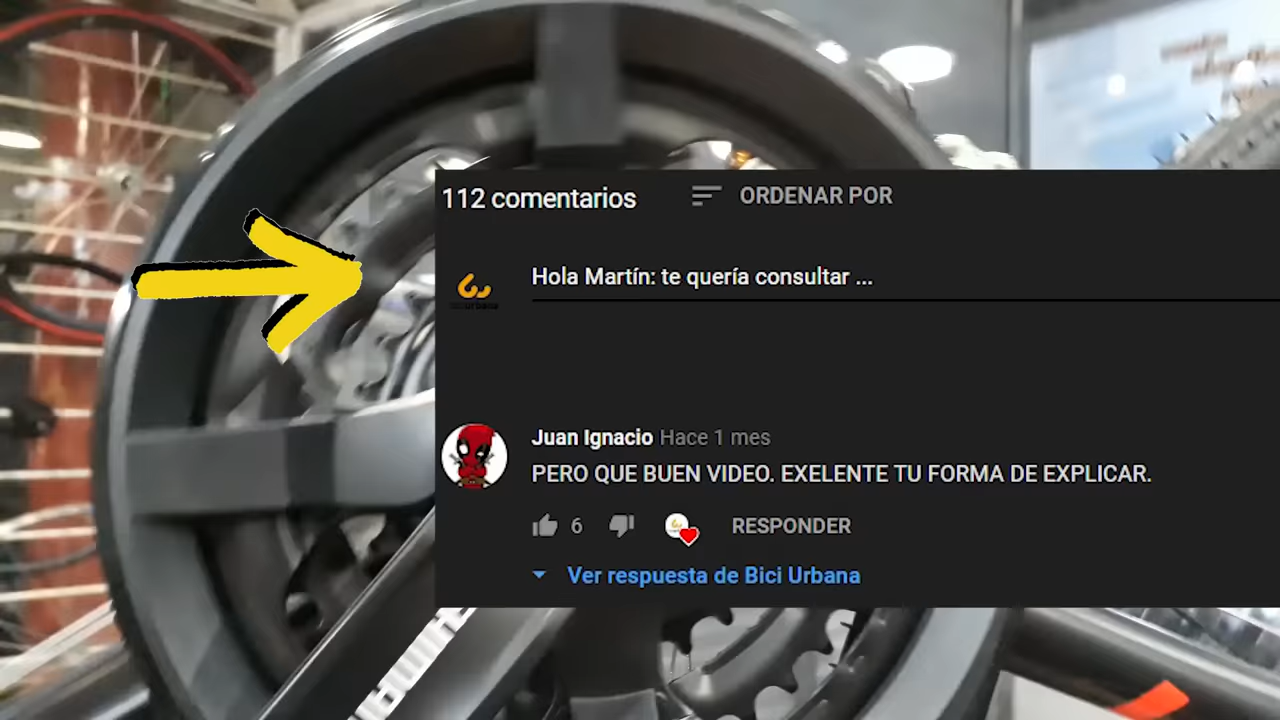 112 comentarios
ORDENAR POR
Hola Martín: te quería consultar ...
Juan Ignacio Hace 1 mes
PERO QUE BUEN VIDEO. EXELENTE TU FORMA DE EXPLICAR.
6
RESPONDER
Ver respuesta de Bici Urbana